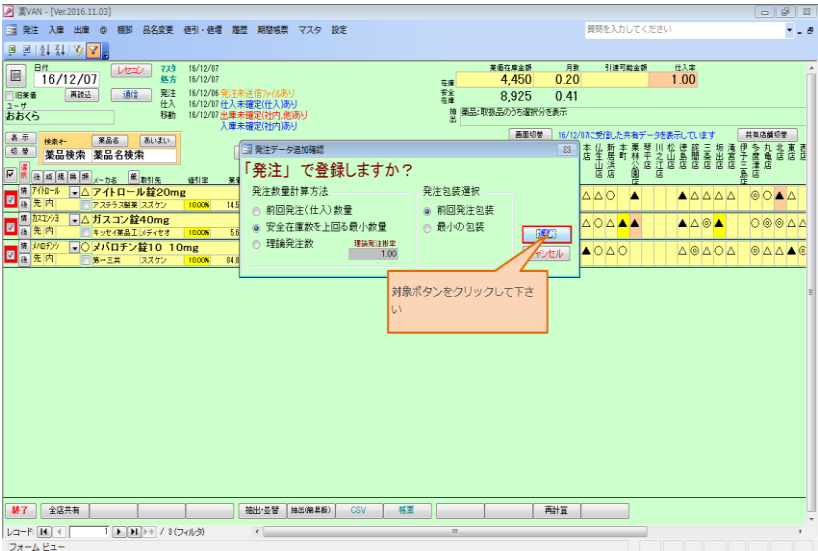 薬VAN - [Ver.2016.11.03]
発注 入庫 出庫 @ 棚卸 品名変更 値引・値増 履歴 期間帳票 マスタ 設定
質問を入力してください
日付 16/12/07 レセコン
マスタ 16/12/07
処方 16/12/07
旧薬価 再読込 通信
発注 16/12/06 発注未送信ファイルあり
仕入 16/12/07 仕入未確定(仕入)あり
移動 16/12/07 出庫未確定(社内,他)あり
入庫未確定(社内)あり
ユーザ
おおくら
薬価在庫金額 月数 引渡可能金額 仕入率
在庫 4,450 0.20 1.00
安全在庫 8,925 0.41
抽出 薬品:取扱品のうち選択分を表示
画面切替 16/12/07に受信した共有データを表示しています 共有店舗切替
表示 切替 検索キー 薬品名 あいまい
薬品検索 薬品名検索
選択 メーカ名 取引先 値引率
アイトロール アイトロール錠20mg
先 内 アステラス製薬 スズケン 10.00%
ガスコン錠40mg
先 内 キッセイ薬品工 メディセオ 10.00%
メバロチン メバロチン錠10 10mg
先 内 第一三共 スズケン 10.00%
発注データ追加確認
「発注」で登録しますか?
発注数量計算方法
前回発注(仕入)数量
安全在庫数を上回る最小数量
理論発注数 理論発注掛率
1.00
発注包装選択
前回発注包装
最小の包装
キャンセル
対象ボタンをクリックして下さい
終了 全店共有 抽出・並替 抽出(簡易版) CSV 帳票 再計算
レコード: 1 / 3 (フィルタ)
フォーム ビュー